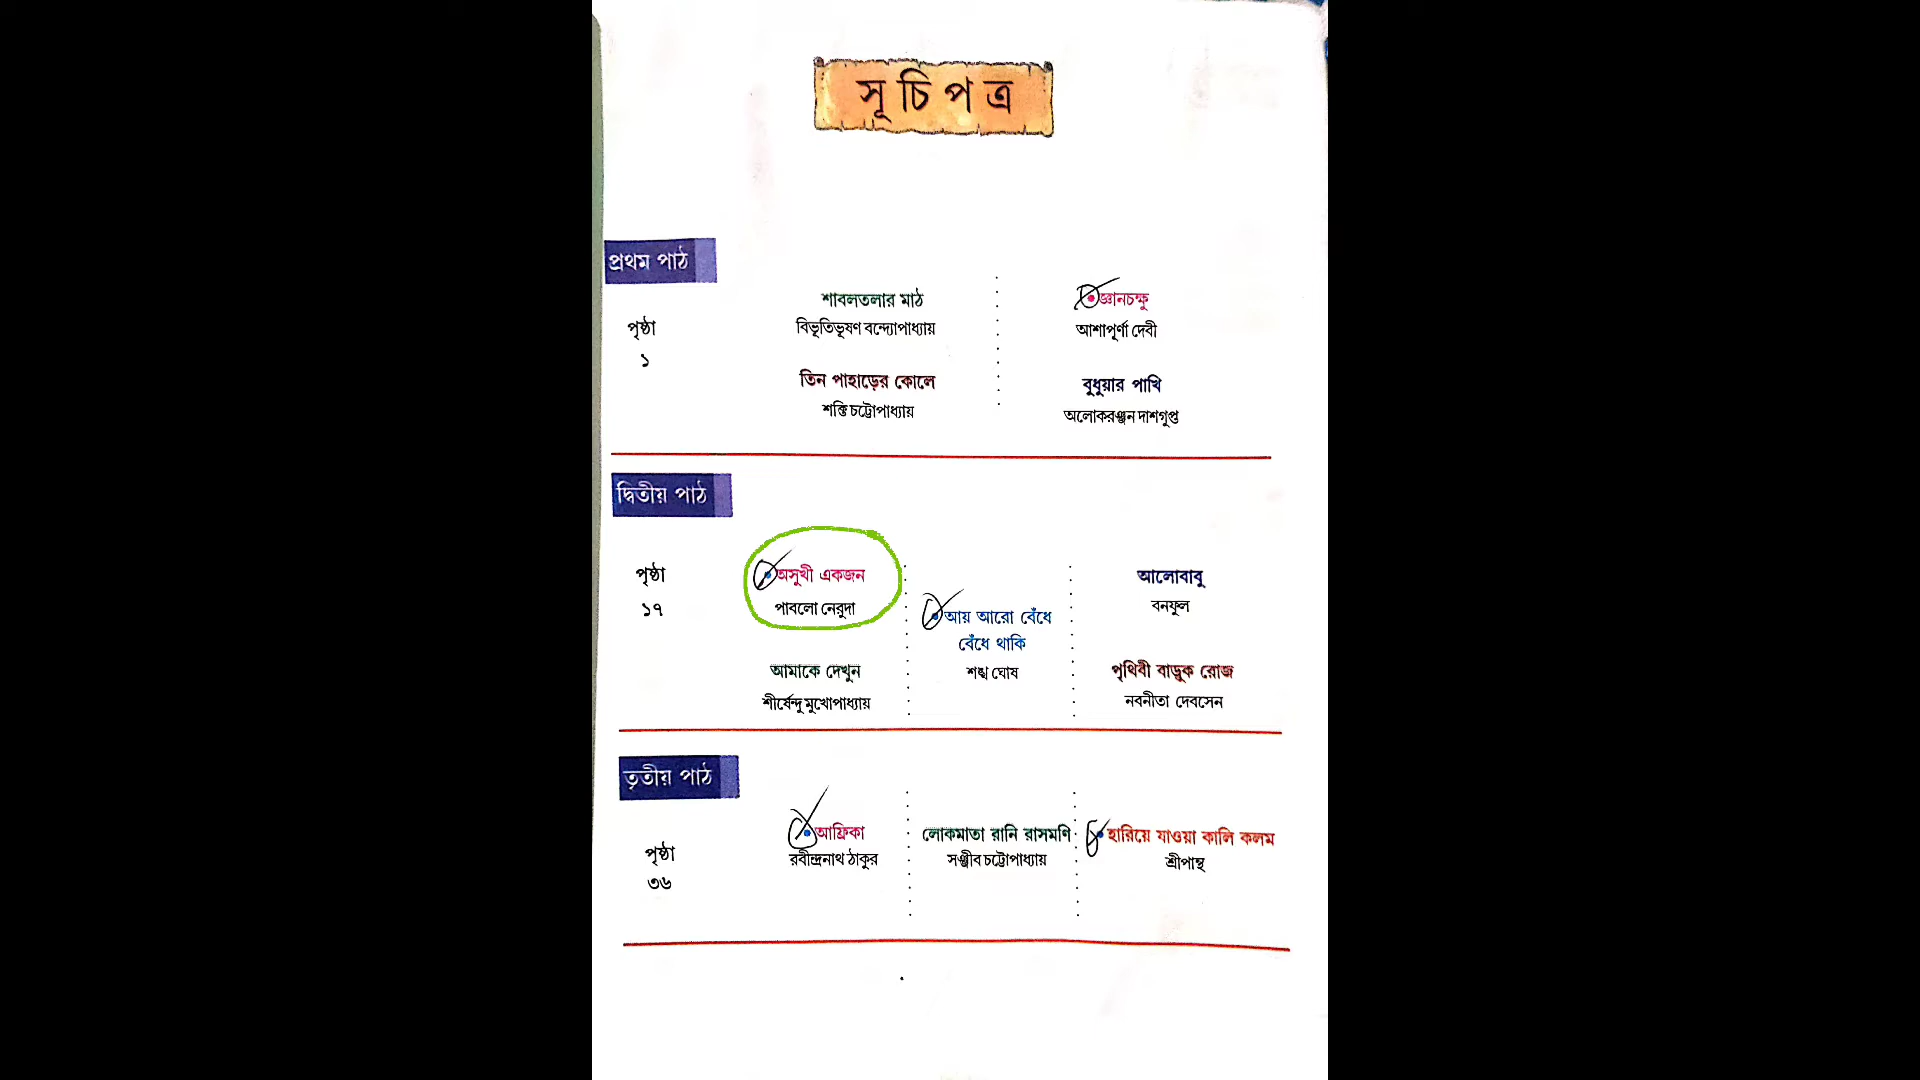 সূচিপত্র
প্রথম পাঠ
পৃষ্ঠা
১
শাবলতলার মাঠ
বিভূতিভূষণ বন্দ্যোপাধ্যায়
জ্ঞানচক্ষু
আশাপূর্ণা দেবী
তিন পাহাড়ের কোলে
শক্তি চট্টোপাধ্যায়
বুধুয়ার পাখি
অলোকরঞ্জন দাশগুপ্ত
দ্বিতীয় পাঠ
পৃষ্ঠা
১৭
অসুখী একজন
পাবলো নেরুদা
আমাকে দেখুন
শীর্ষেন্দু মুখোপাধ্যায়
আয় আরো বেঁধে
বেঁধে থাকি
শঙ্খ ঘোষ
আলোবাবু
বনফুল
পৃথিবী বাড়ুক রোজ
নবনীতা দেবসেন
তৃতীয় পাঠ
পৃষ্ঠা
৩৬
আফ্রিকা
রবীন্দ্রনাথ ঠাকুর
লোকমাতা রানি রাসমণি
সঞ্জীব চট্টোপাধ্যায়
হারিয়ে যাওয়া কালি কলম
শ্রীপান্থ